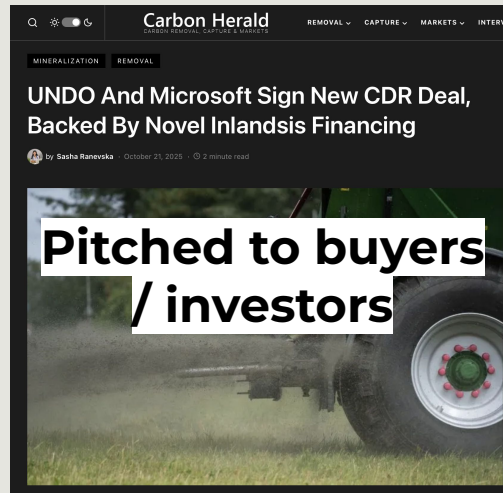 Carbon Herald
CARBON REMOVAL, CAPTURE & MARKETS
REMOVAL
CAPTURE
MARKETS
MINERALIZATION
REMOVAL
UNDO And Microsoft Sign New CDR Deal,
Backed By Novel Inlandsis Financing
by Sasha Ranevska · October 21, 2025 · 2 minute read
Pitched to buyers
/ investors